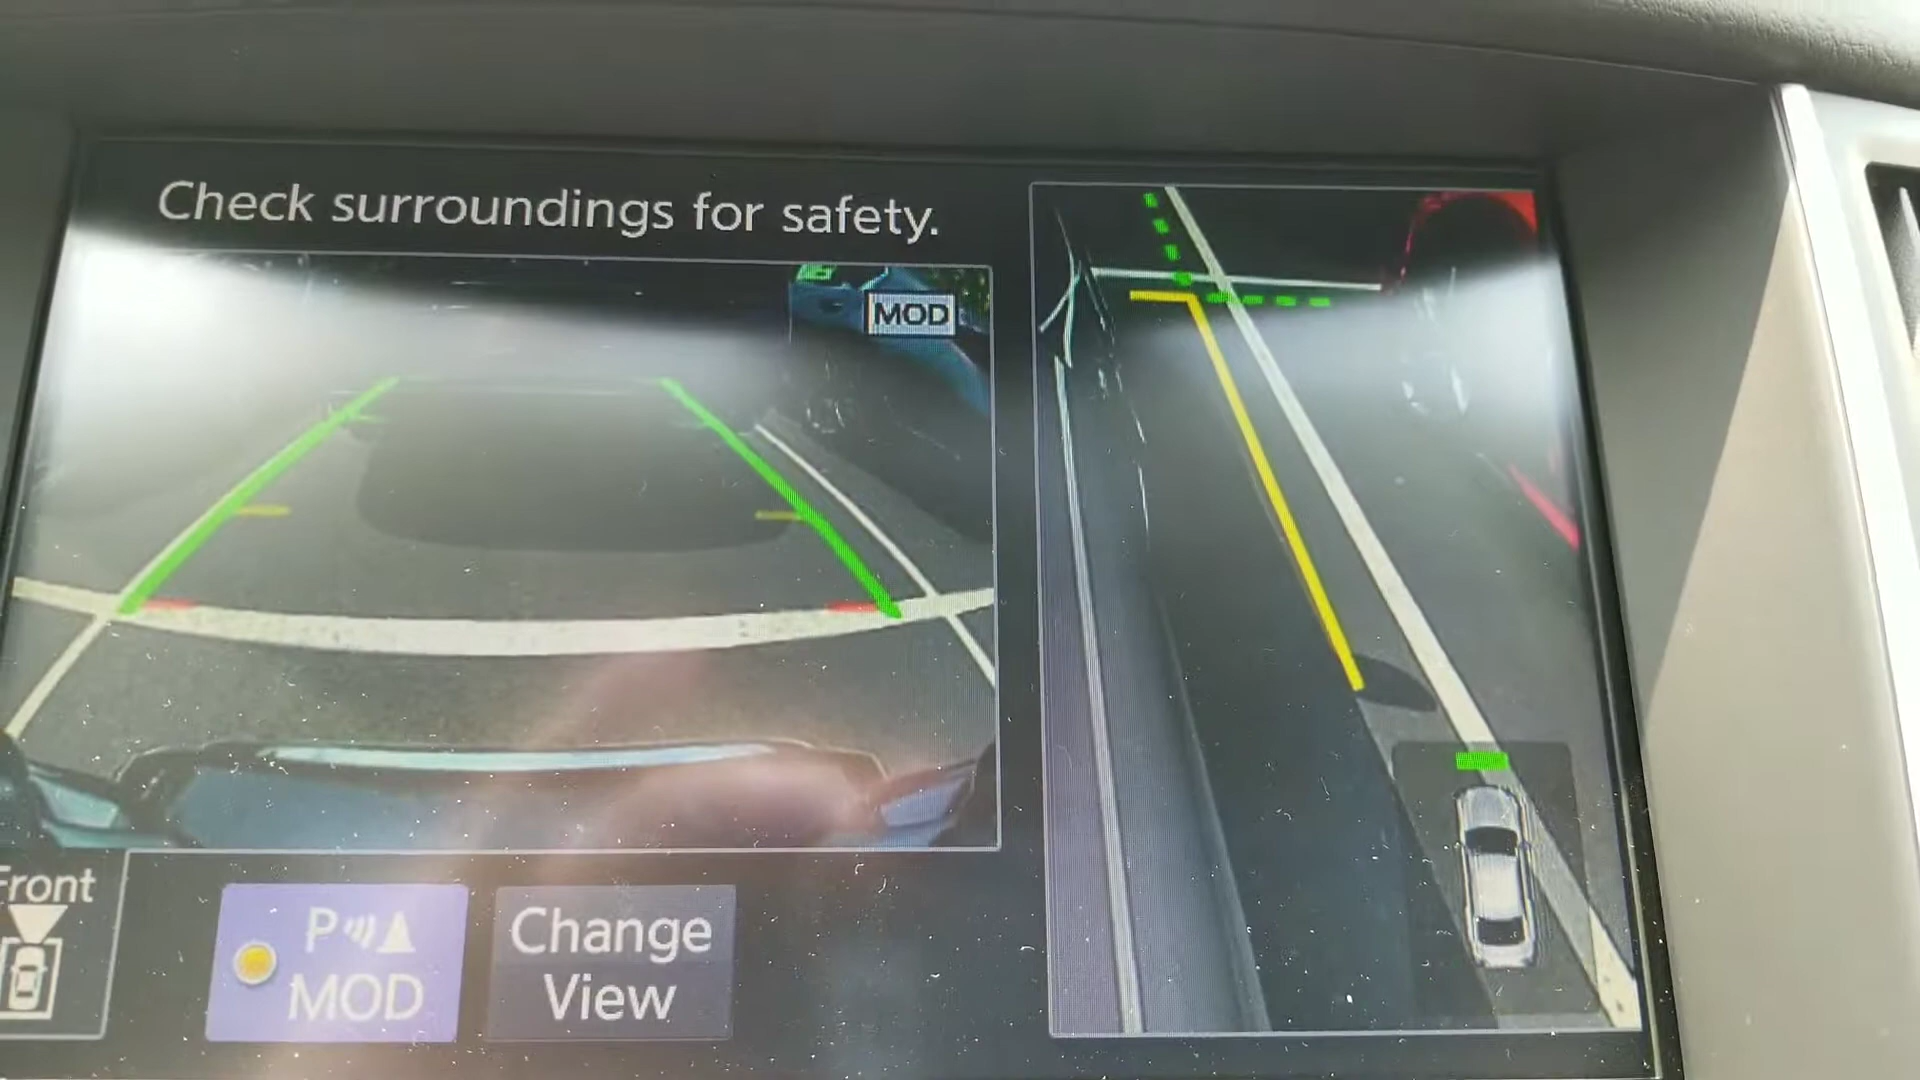 Check surroundings for safety.
MOD
Front
P
MOD
Change
View